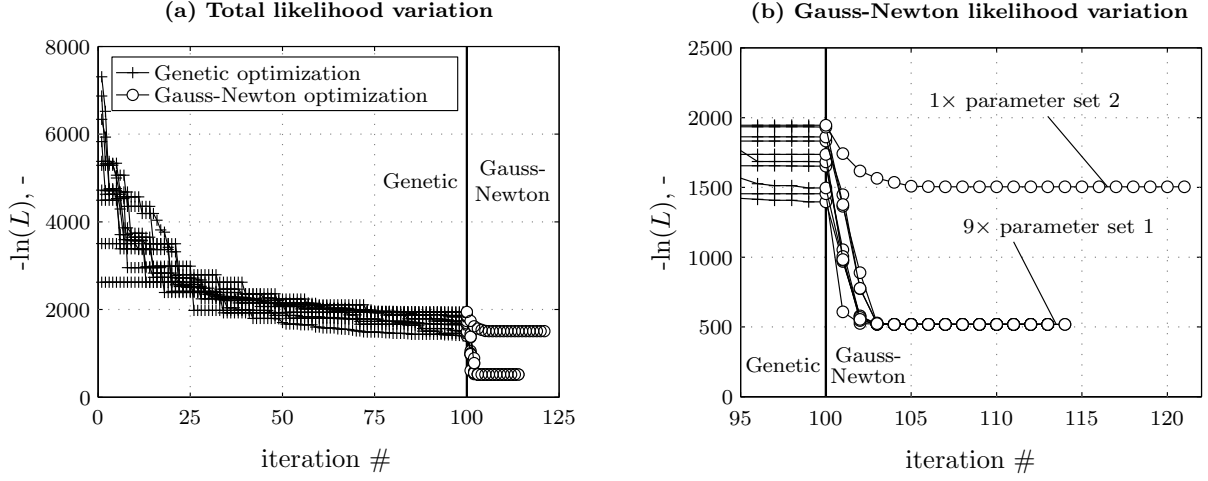 (a) Total likelihood variation
-ln(L), -
8000
6000
4000
2000
0
Genetic optimization
Gauss-Newton optimization
Genetic
Gauss-
Newton
0 25 50 75 100 125
iteration #
(b) Gauss-Newton likelihood variation
-ln(L), -
2500
2000
1500
1000
500
0
1× parameter set 2
9× parameter set 1
Genetic
Gauss-
Newton
95 100 105 110 115 120
iteration #